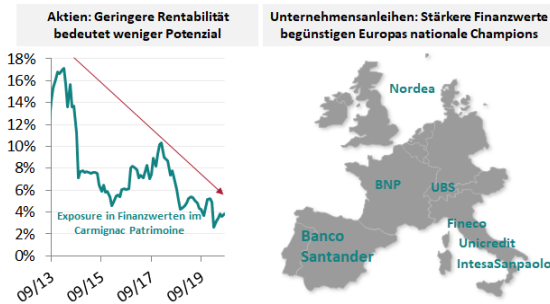 Aktien: Geringere Rentabilität
bedeutet weniger Potenzial
18%
16%
14%
12%
10%
8%
6%
4%
2%
0%
Exposure in Finanzwerten im
Carmignac Patrimoine
09/13
09/15
09/17
09/19
Unternehmensanleihen: Stärkere Finanzwerte
begünstigen Europas nationale Champions
Nordea
BNP
UBS
Fineco
Banco
Santander
Unicredit
IntesaSanpaolo